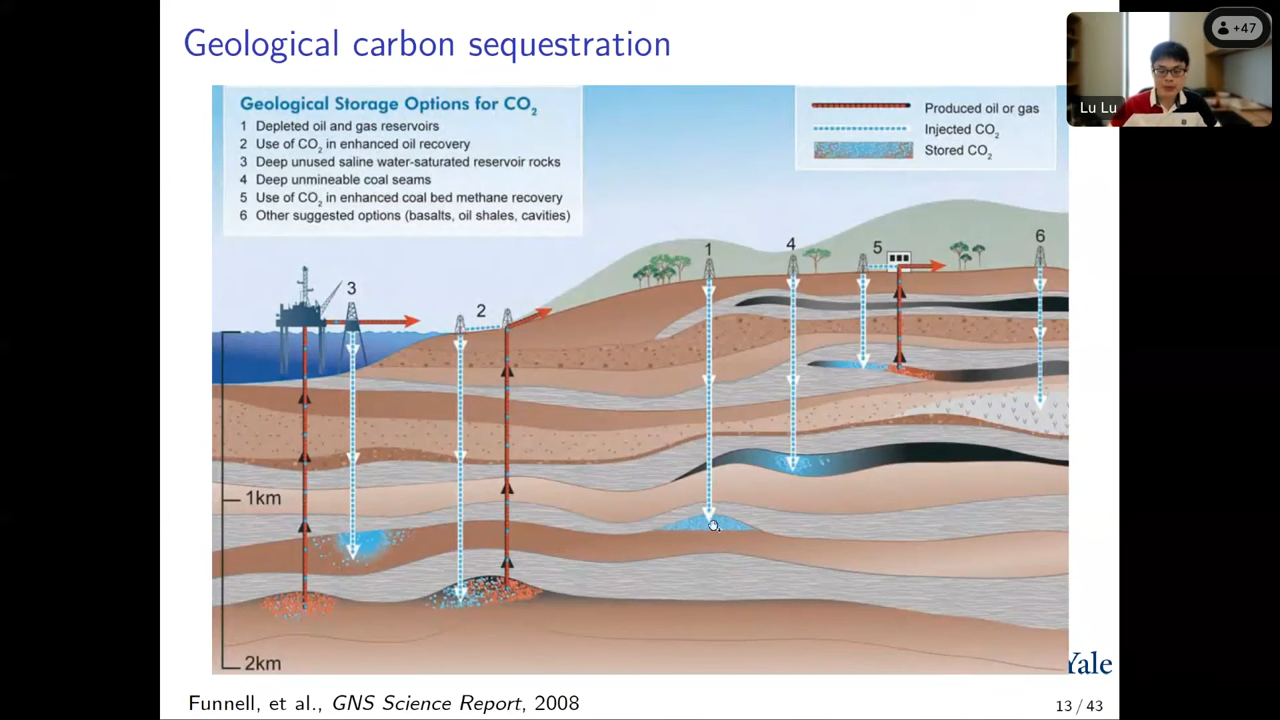 Geological carbon sequestration
+47
Lu Lu
Geological Storage Options for CO₂
1 Depleted oil and gas reservoirs
2 Use of CO₂ in enhanced oil recovery
3 Deep unused saline water-saturated reservoir rocks
4 Deep unmineable coal seams
5 Use of CO₂ in enhanced coal bed methane recovery
6 Other suggested options (basalts, oil shales, cavities)
Produced oil or gas
Injected CO₂
Stored CO₂
3
2
1
4
5
6
1km
2km
Yale
Funnell, et al., GNS Science Report, 2008
13 / 43